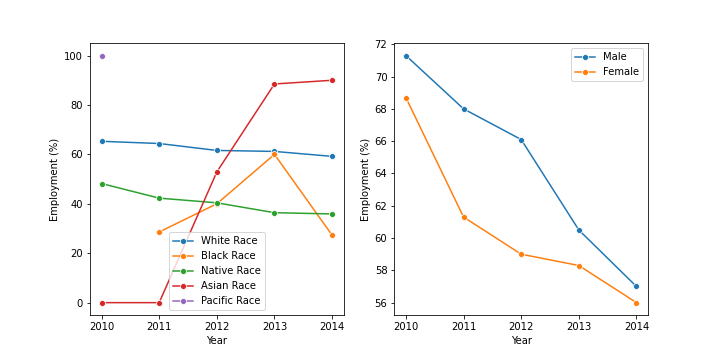 100
80
60
40
20
0
Employment (%)
2010 2011 2012 2013 2014
Year
White Race
Black Race
Native Race
Asian Race
Pacific Race
72
70
68
66
64
62
60
58
56
Employment (%)
2010 2011 2012 2013 2014
Year
Male
Female